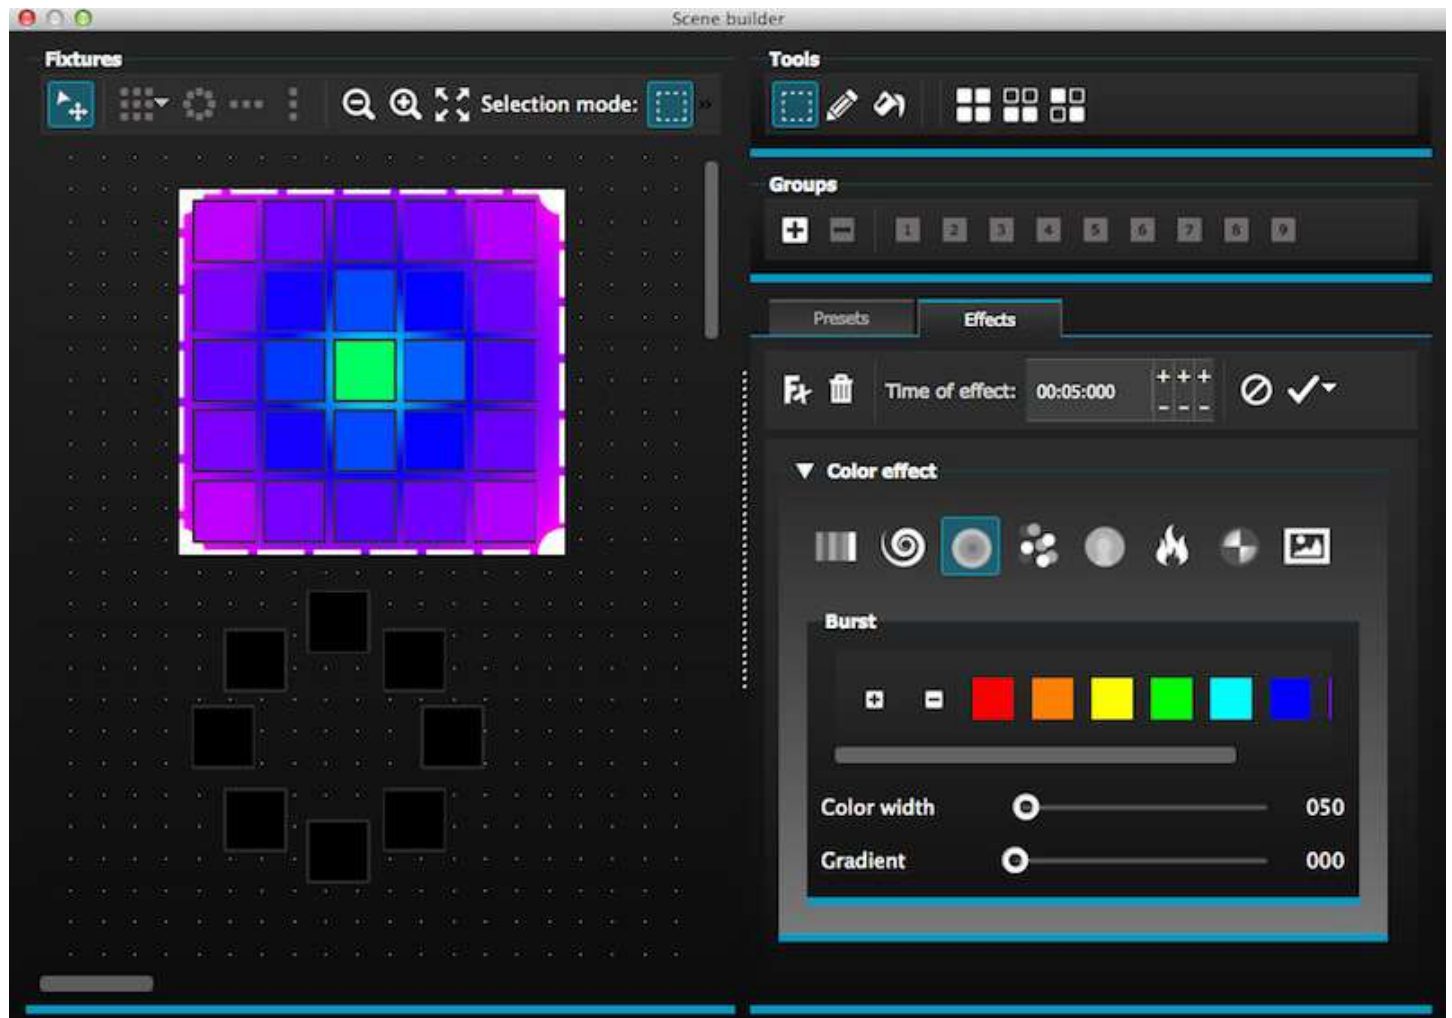 Scene builder
Fixtures
Selection mode:
»
Tools
Groups
1 2 3 4 5 6 7 8 9
Presets
Effects
Fx
Time of effect: 00:05:000
+ + +
- - -
Color effect
Burst
Color width 050
Gradient 000